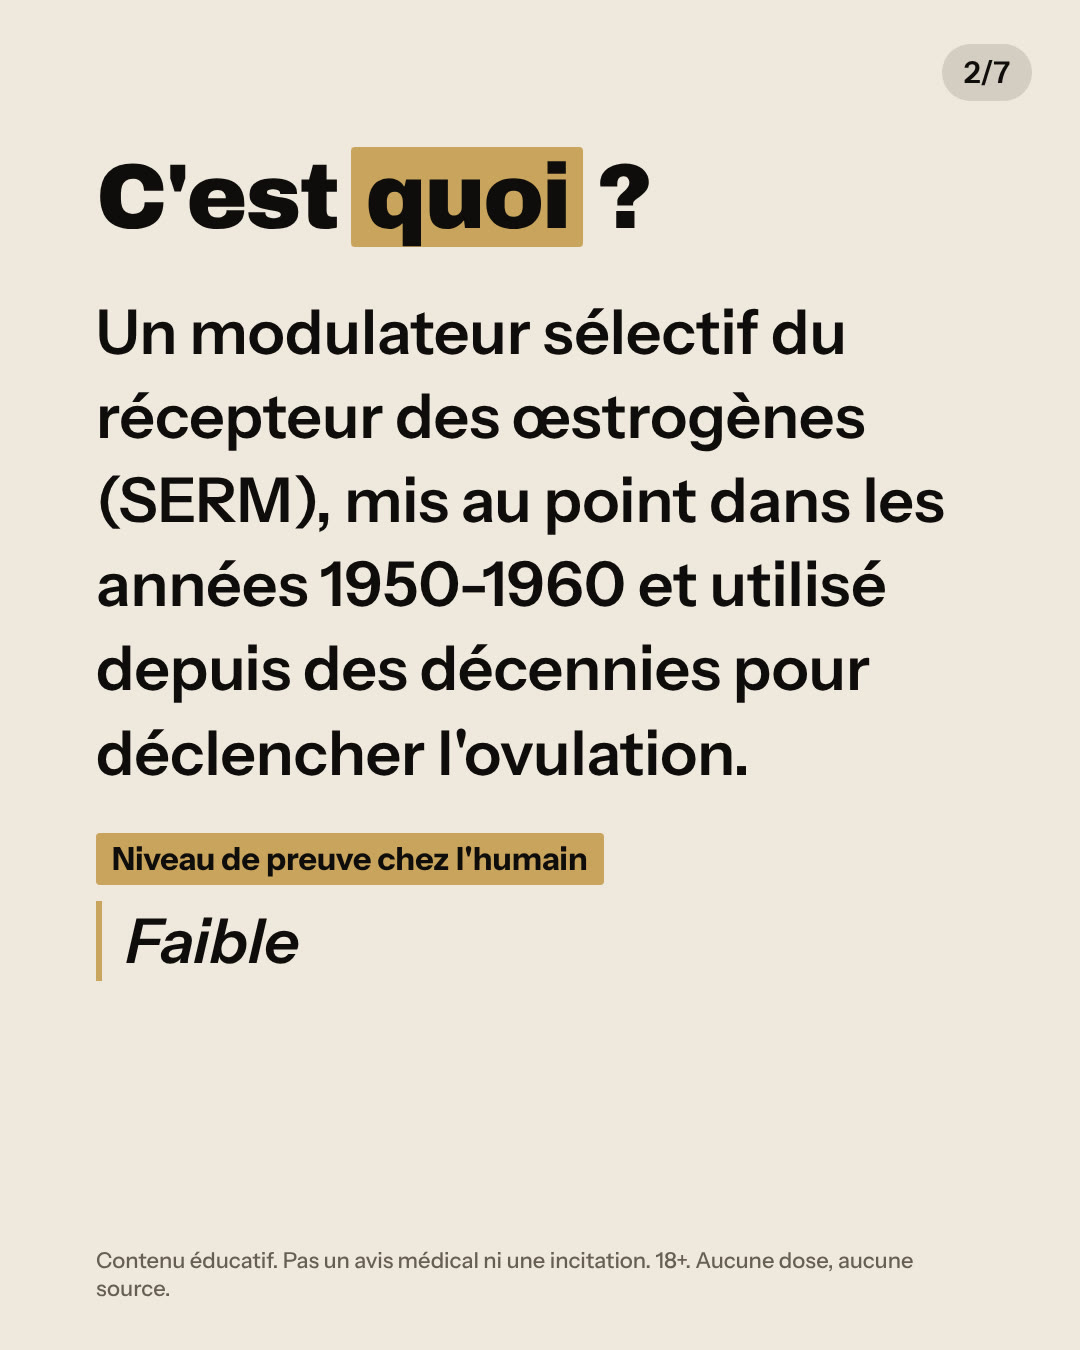 2/7
C'est quoi ?
Un modulateur sélectif du
récepteur des œstrogènes
(SERM), mis au point dans les
années 1950-1960 et utilisé
depuis des décennies pour
déclencher l'ovulation.
Niveau de preuve chez l'humain
Faible
Contenu éducatif. Pas un avis médical ni une incitation. 18+. Aucune dose, aucune
source.